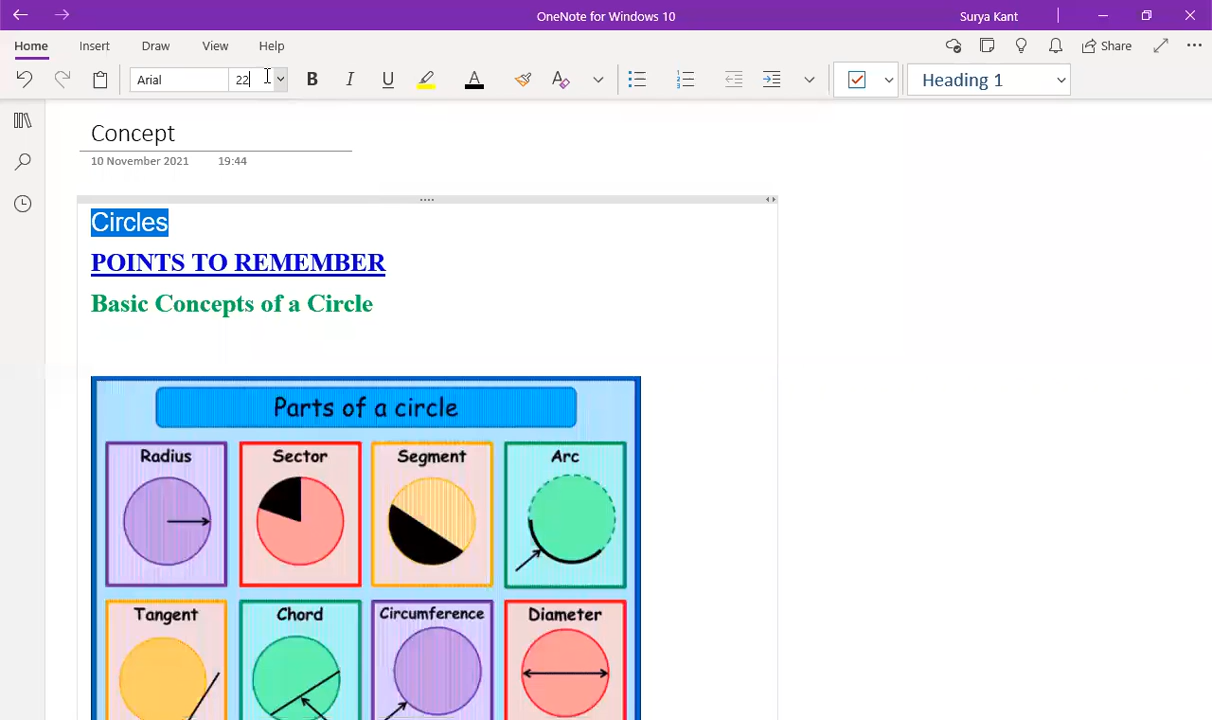 OneNote for Windows 10
Surya Kant
Home Insert Draw View Help
Share
Arial 22 B I U A A Heading 1
Concept
10 November 2021 19:44
Circles
POINTS TO REMEMBER
Basic Concepts of a Circle
Parts of a circle
Radius Sector Segment Arc
Tangent Chord Circumference Diameter